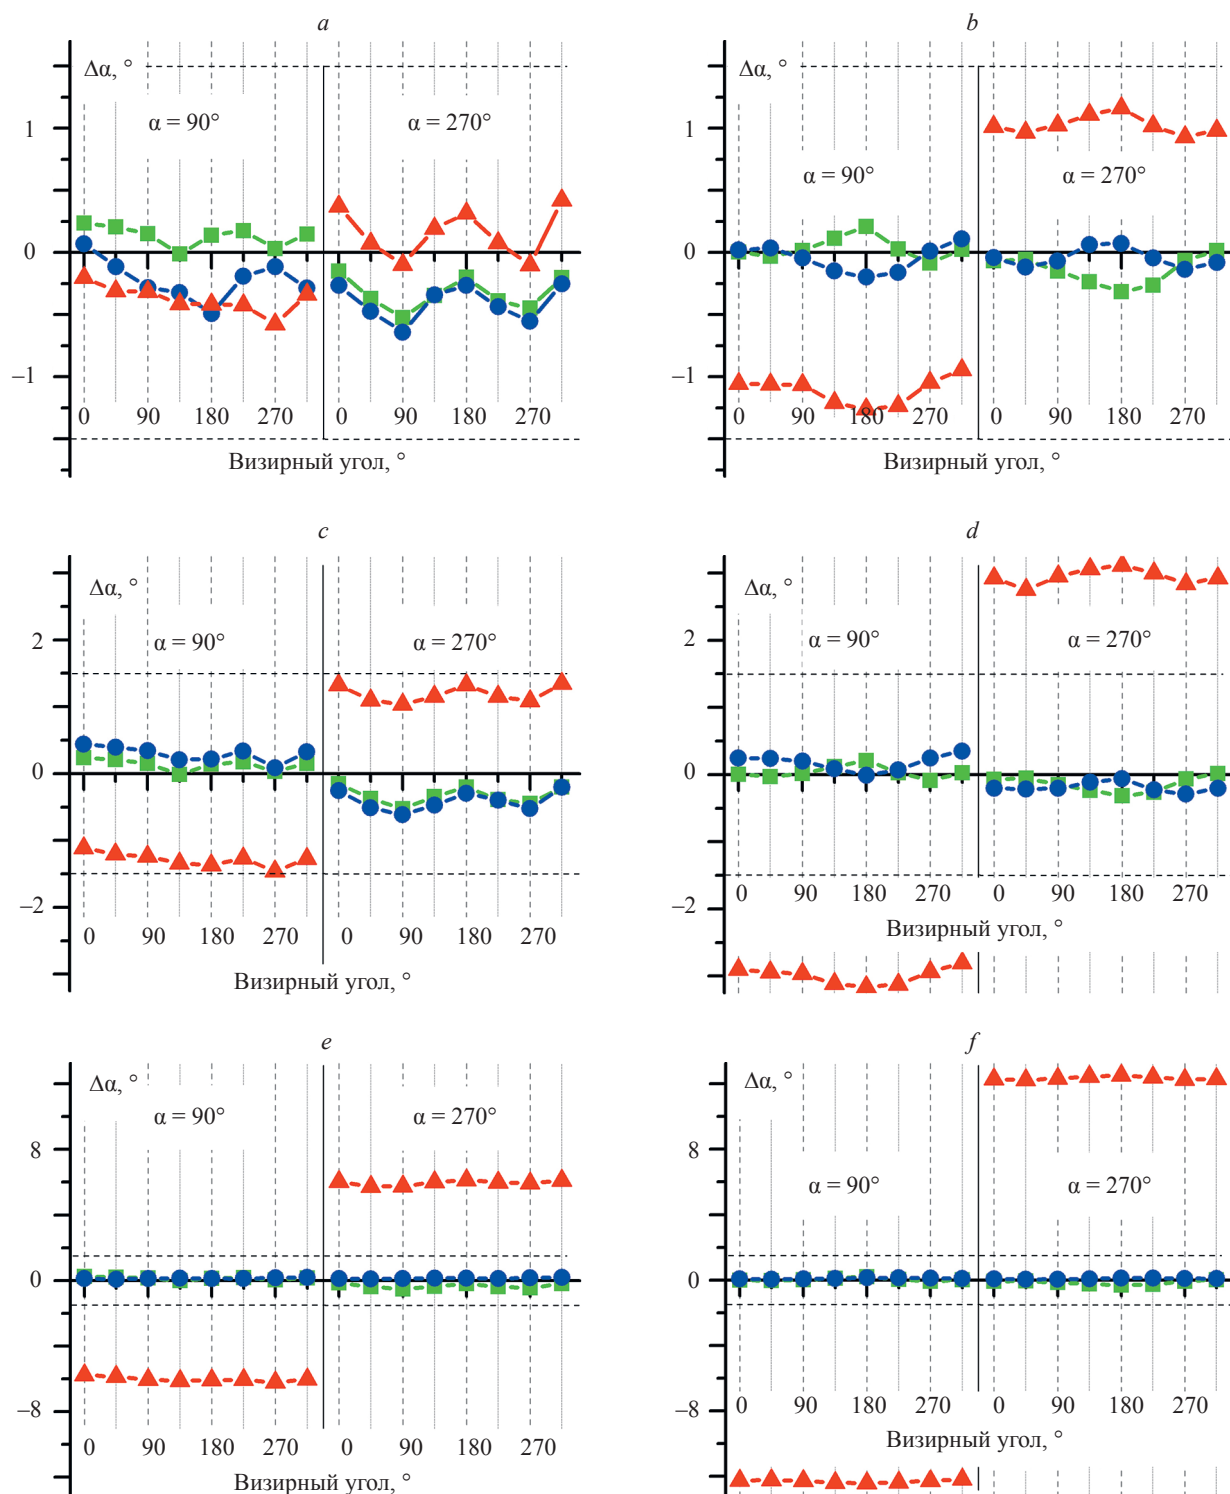 a
Δα, °
α = 90°
α = 270°
1
0
–1
0 90 180 270 0 90 180 270
Визирный угол, °
b
Δα, °
α = 90°
α = 270°
1
0
–1
0 90 180 270 0 90 180 270
Визирный угол, °
c
Δα, °
α = 90°
α = 270°
2
0
–2
0 90 180 270 0 90 180 270
Визирный угол, °
d
Δα, °
α = 90°
α = 270°
2
0
–2
0 90 180 270 0 90 180 270
Визирный угол, °
e
Δα, °
α = 90°
α = 270°
8
0
–8
0 90 180 270 0 90 180 270
Визирный угол, °
f
Δα, °
α = 90°
α = 270°
8
0
–8
0 90 180 270 0 90 180 270
Визирный угол, °